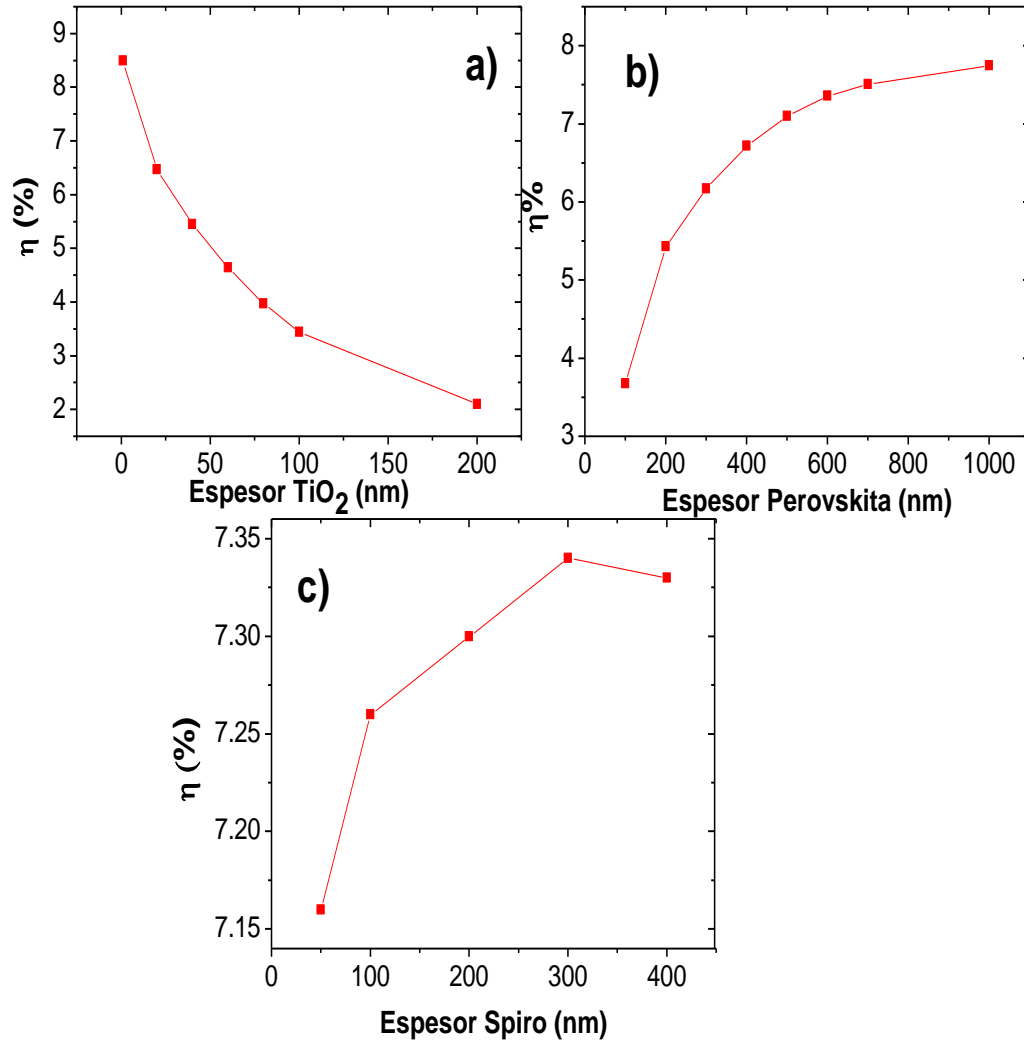 a)
η (%)
9
8
7
6
5
4
3
2
0 50 100 150 200
Espesor TiO₂ (nm)
b)
η%
8
7
6
5
4
3
0 200 400 600 800 1000
Espesor Perovskita (nm)
c)
η (%)
7.35
7.30
7.25
7.20
7.15
0 100 200 300 400
Espesor Spiro (nm)